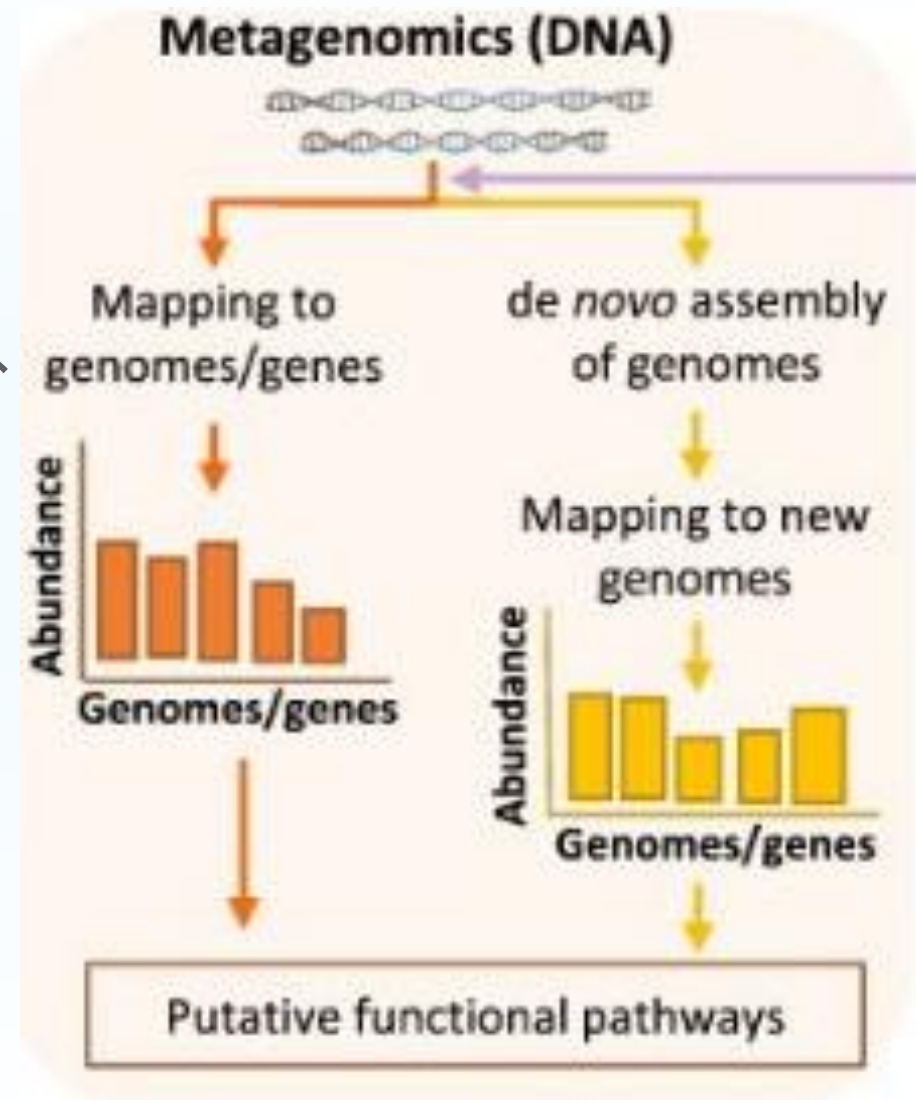 Metagenomics (DNA)
Mapping to
genomes/genes
Abundance
Genomes/genes
de novo assembly
of genomes
Mapping to new
genomes
Abundance
Genomes/genes
Putative functional pathways